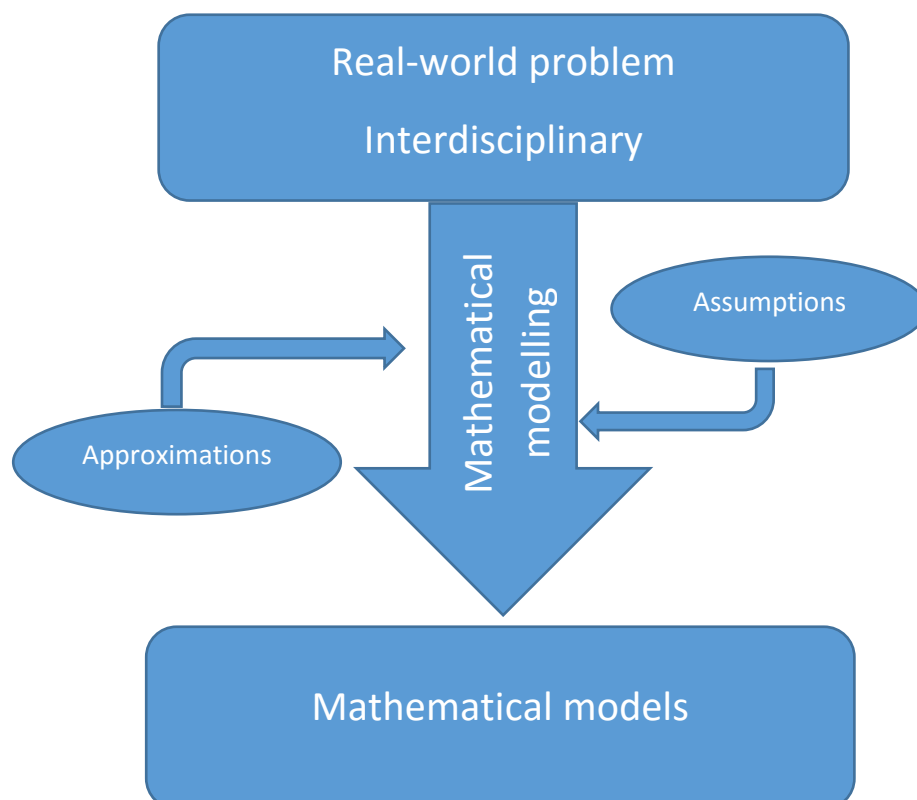 Real-world problem
Interdisciplinary
Mathematical
modelling
Assumptions
Approximations
Mathematical models